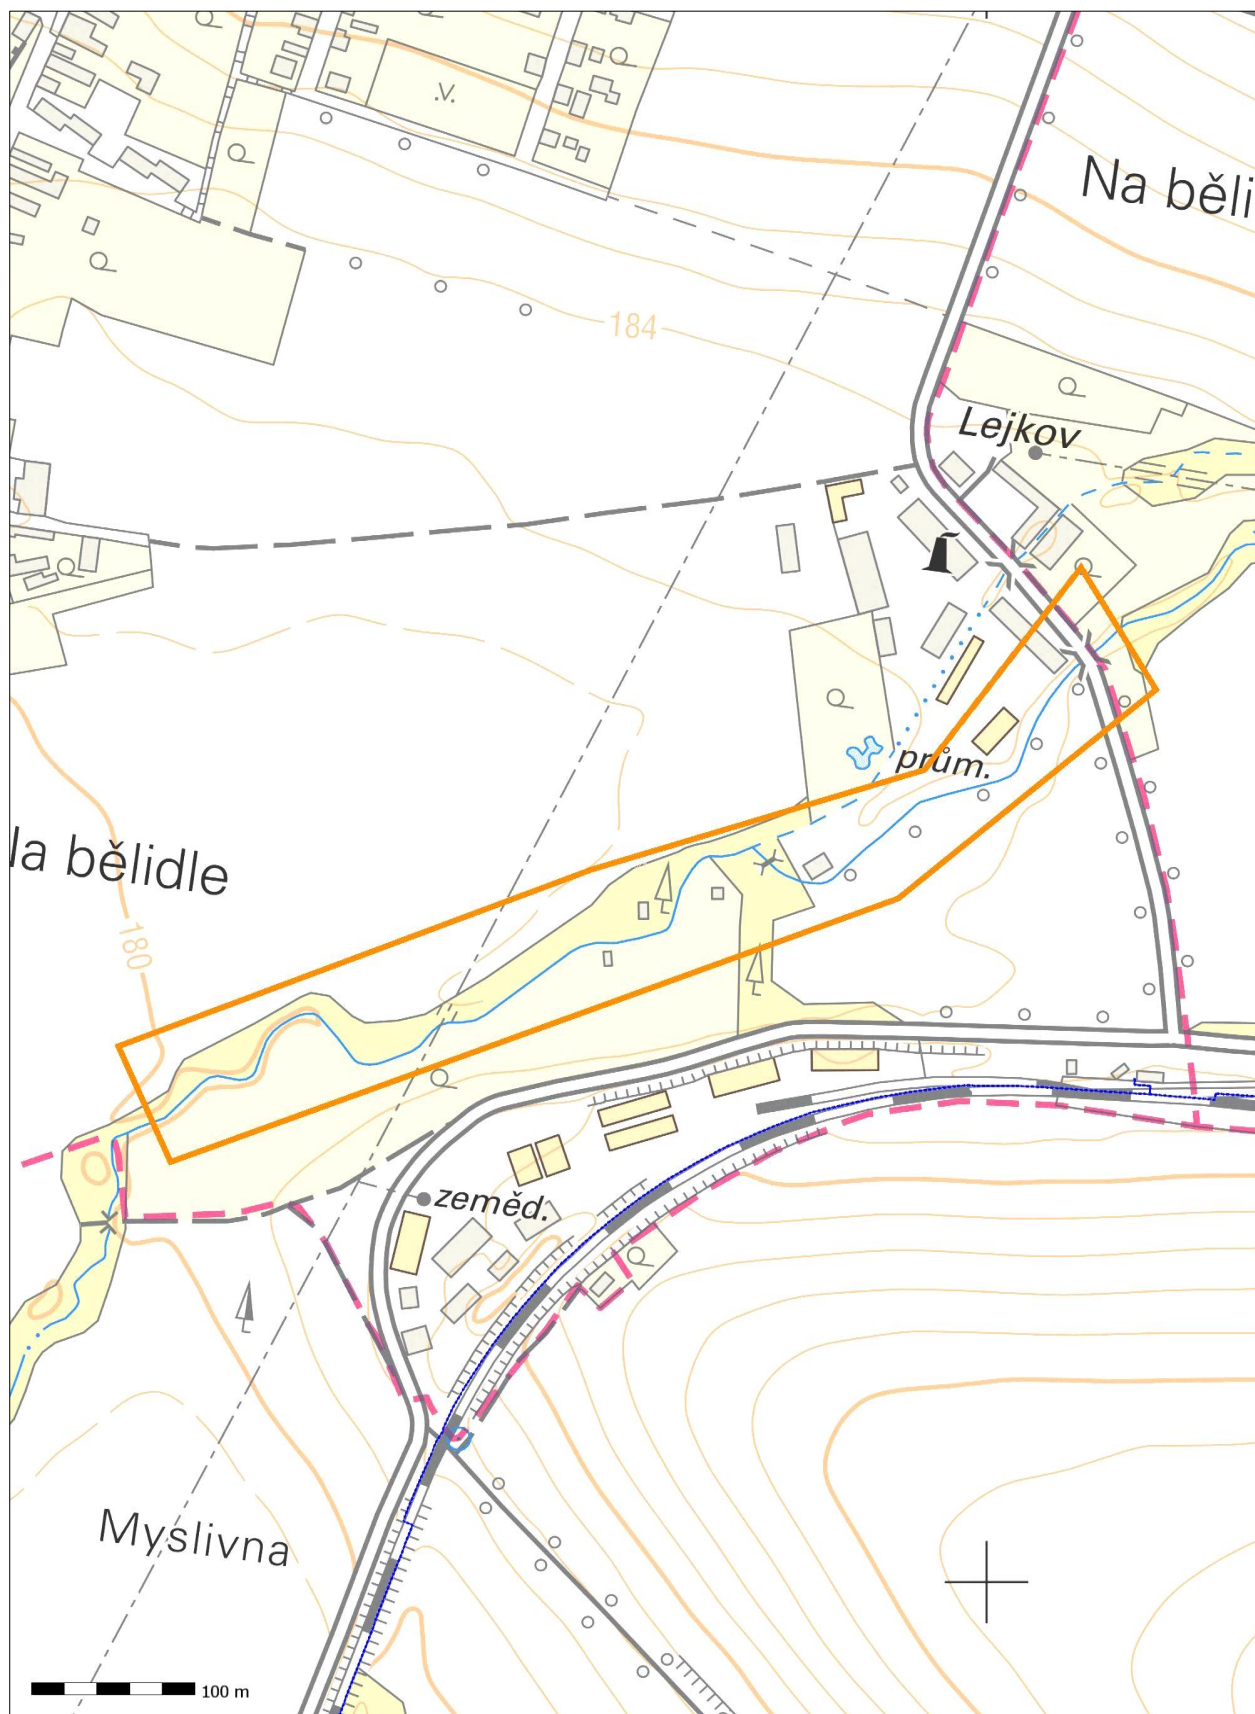 .v.
Na běli
184
Lejkov
prům.
la bělidle
180
zeměd.
Myslivna
100 m